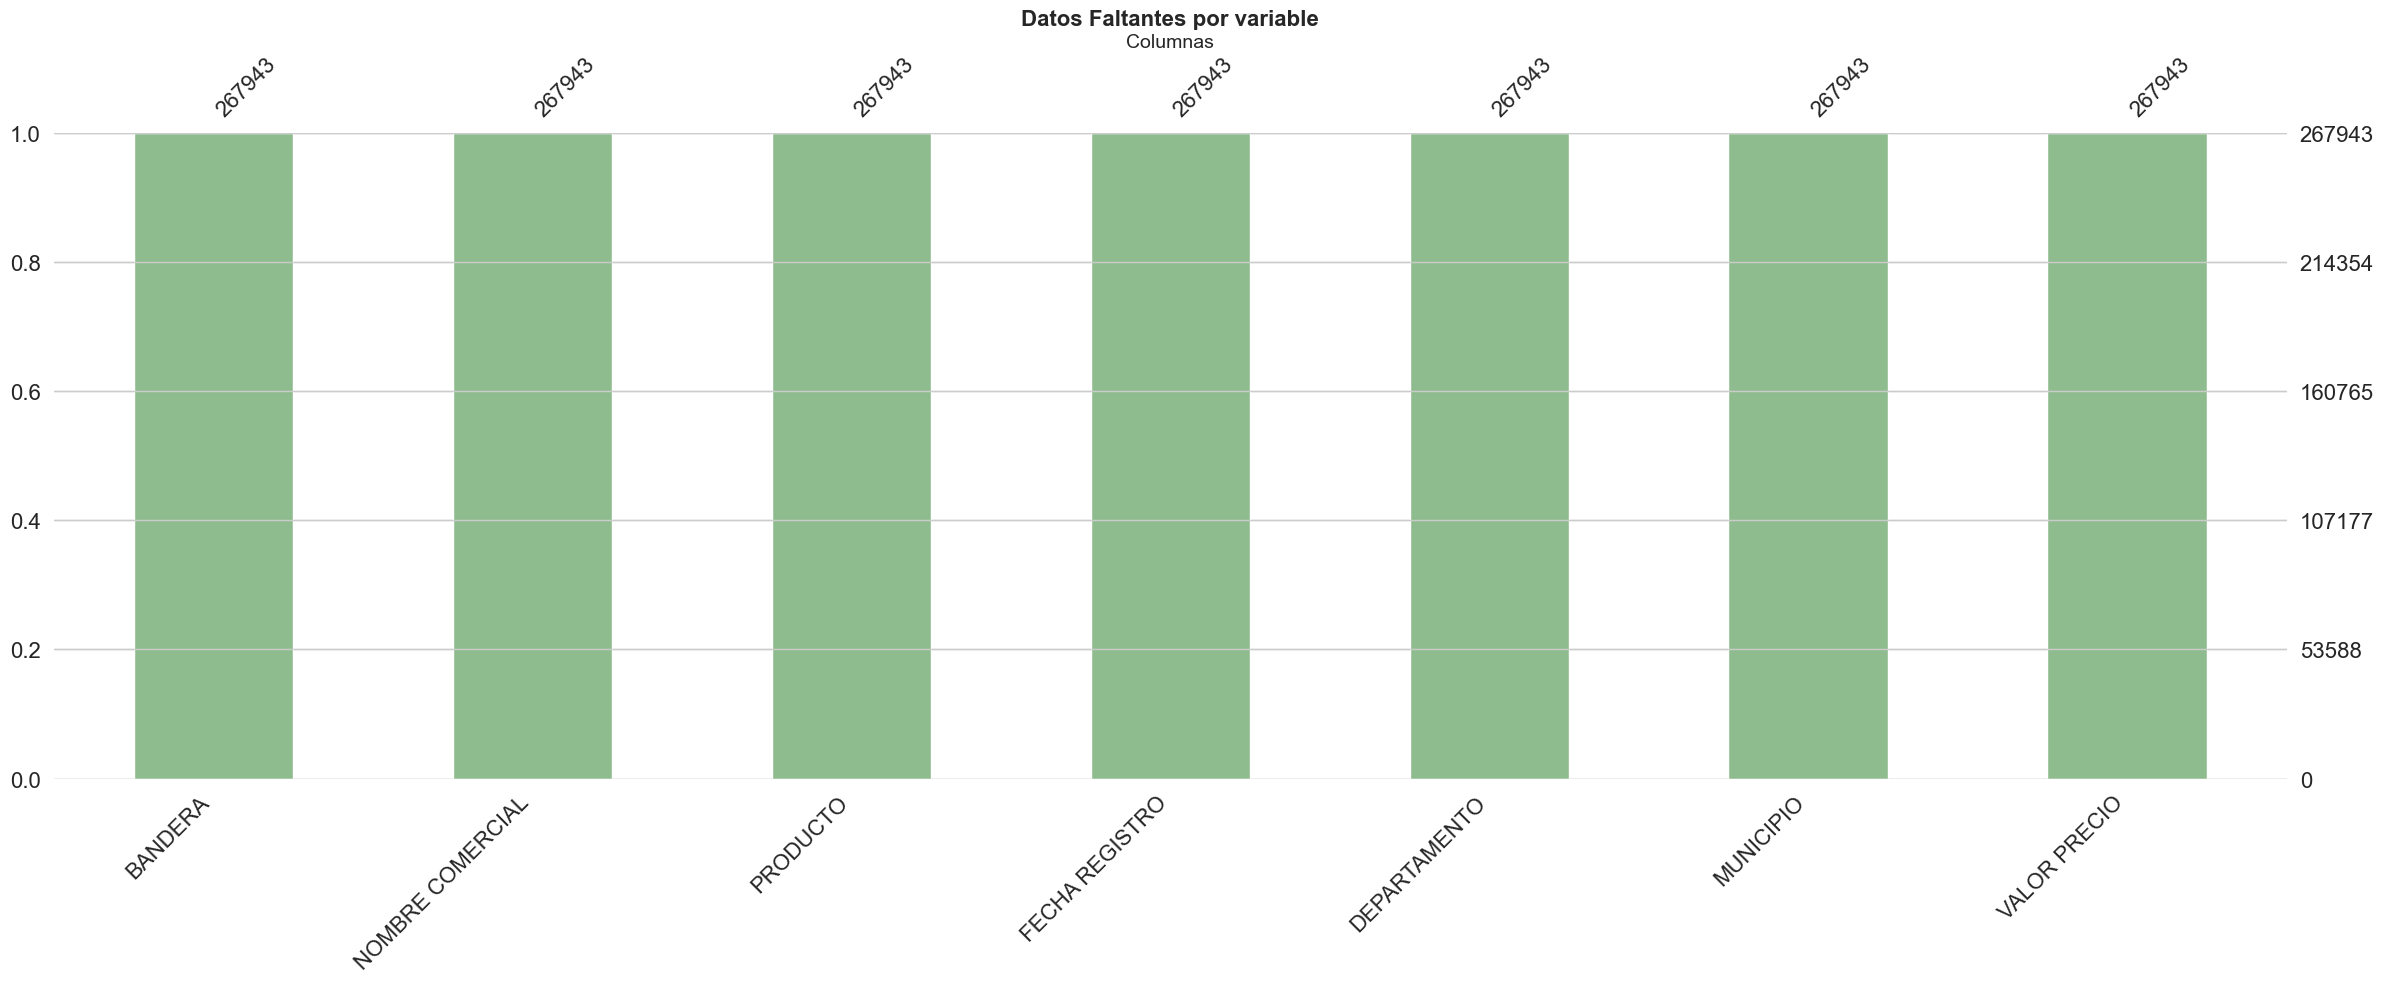 Datos Faltantes por variable
Columnas
267943 267943 267943 267943 267943 267943 267943
1.0 267943
0.8 214354
0.6 160765
0.4 107177
0.2 53588
0.0 0
BANDERA NOMBRE COMERCIAL PRODUCTO FECHA REGISTRO DEPARTAMENTO MUNICIPIO VALOR PRECIO